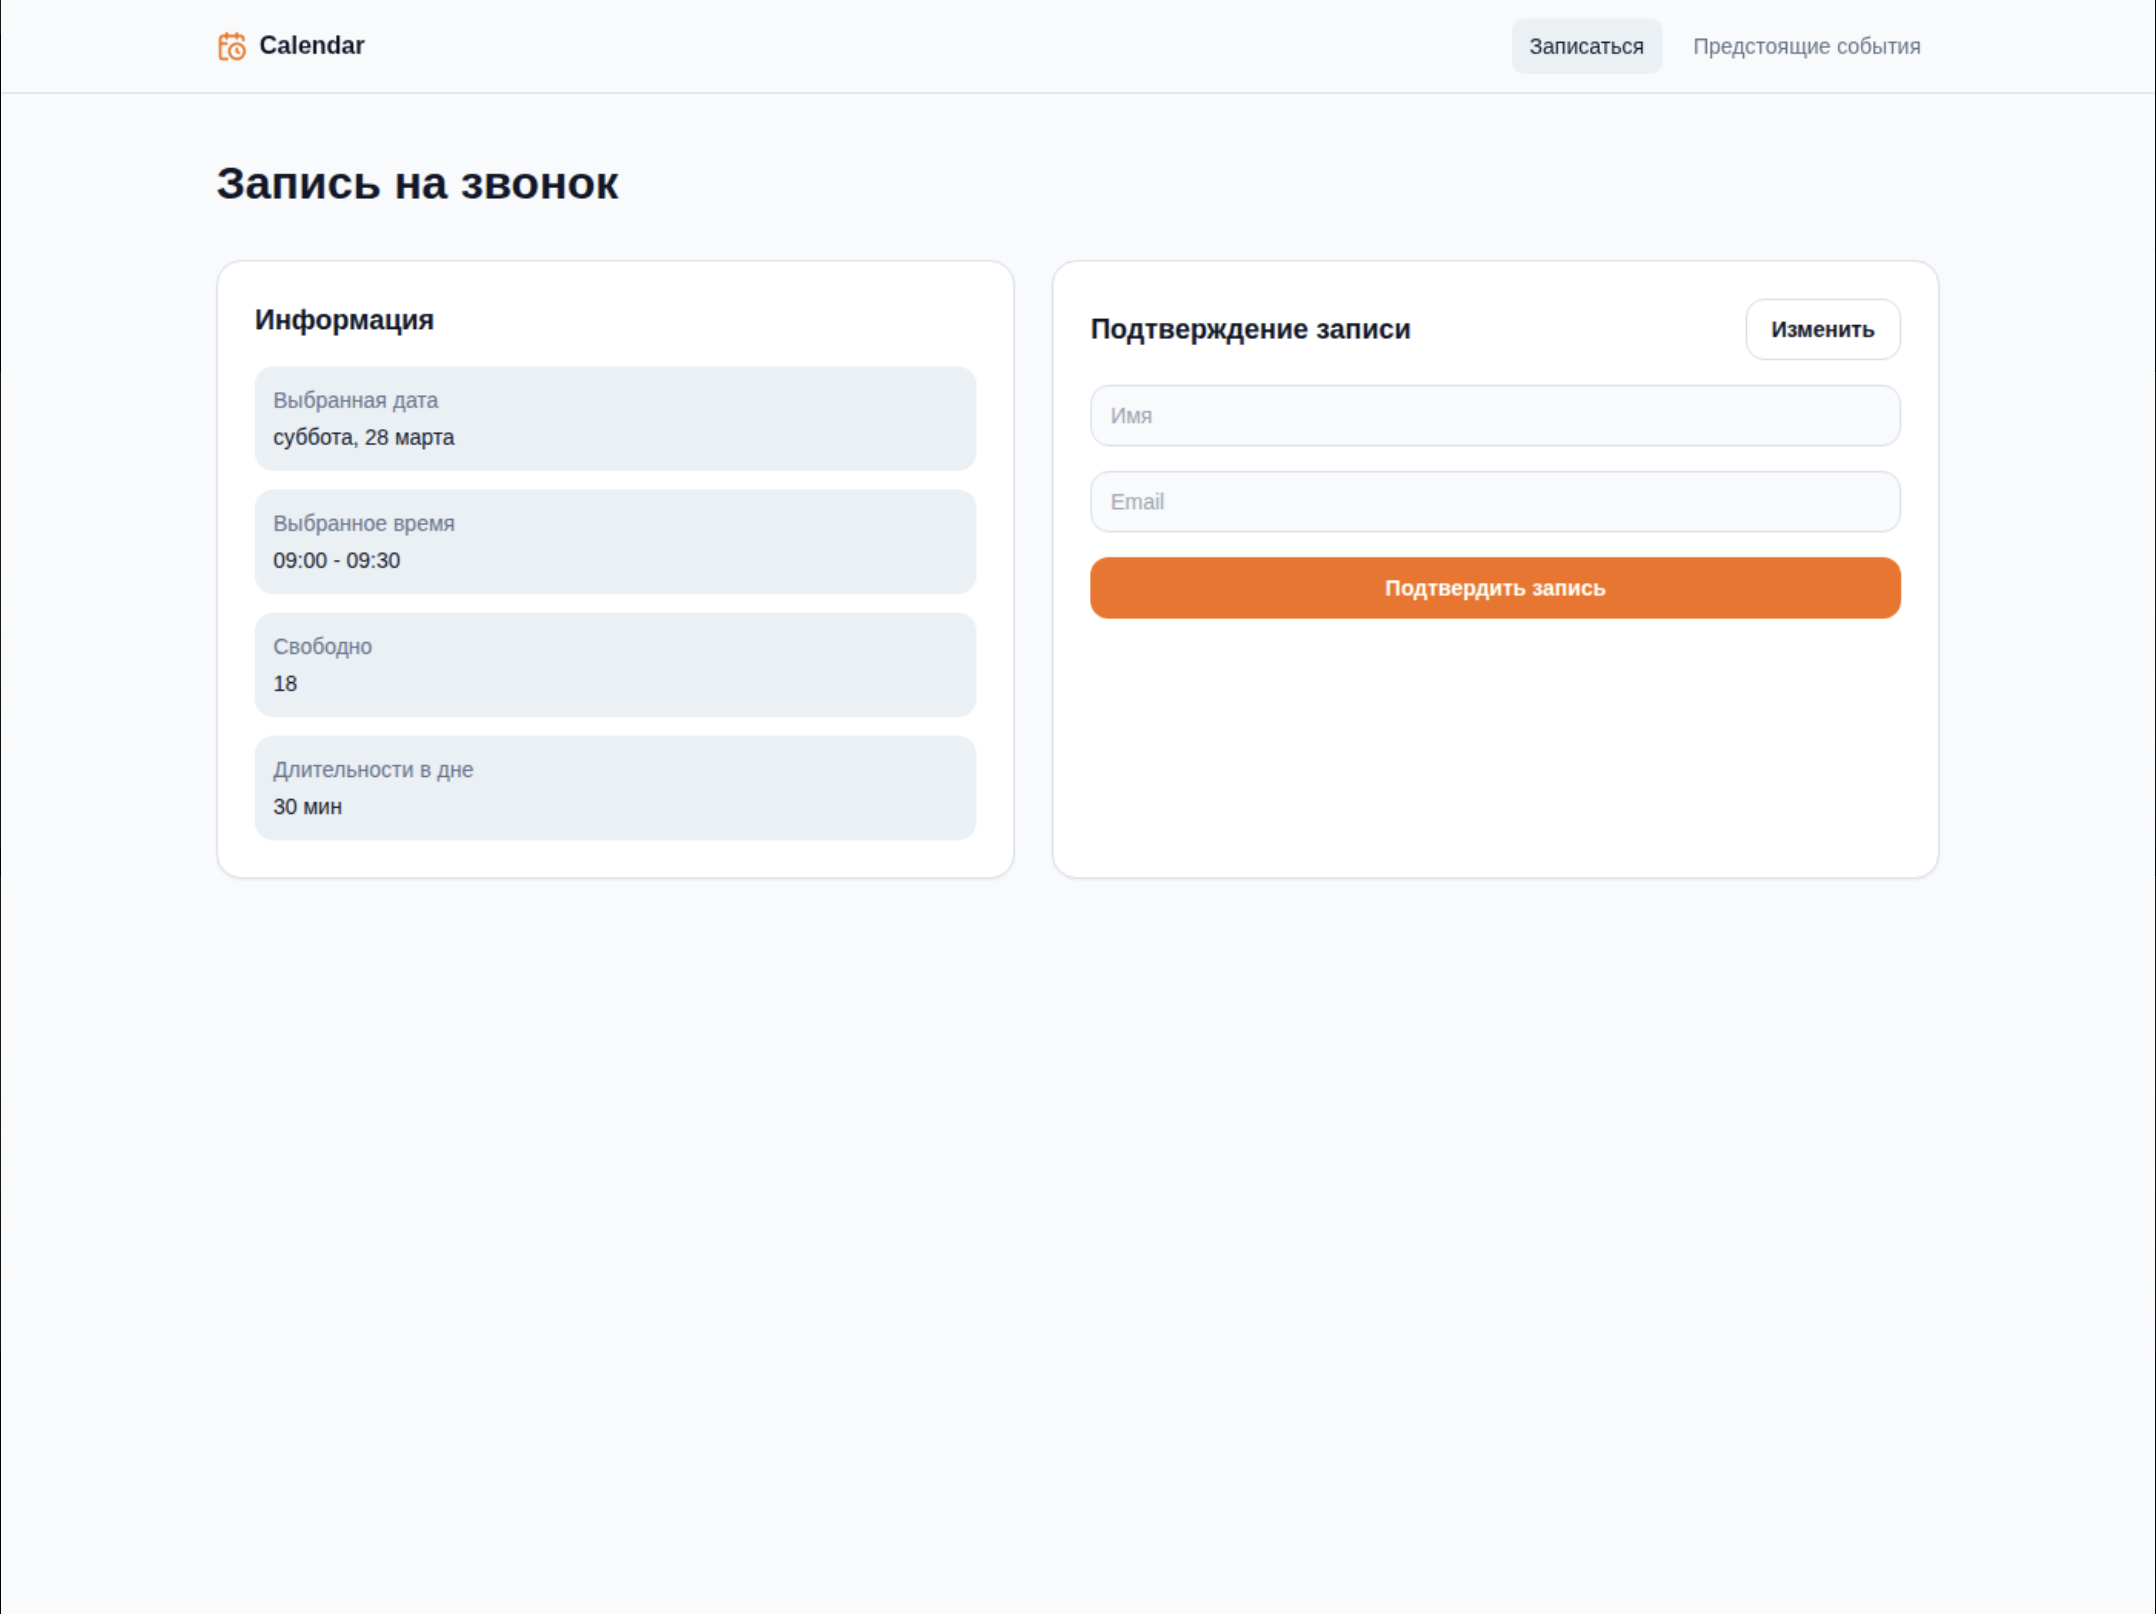 Calendar
Записаться
Предстоящие события
Запись на звонок
Информация
Выбранная дата
суббота, 28 марта
Выбранное время
09:00 - 09:30
Свободно
18
Длительности в дне
30 мин
Подтверждение записи
Изменить
Имя
Email
Подтвердить запись